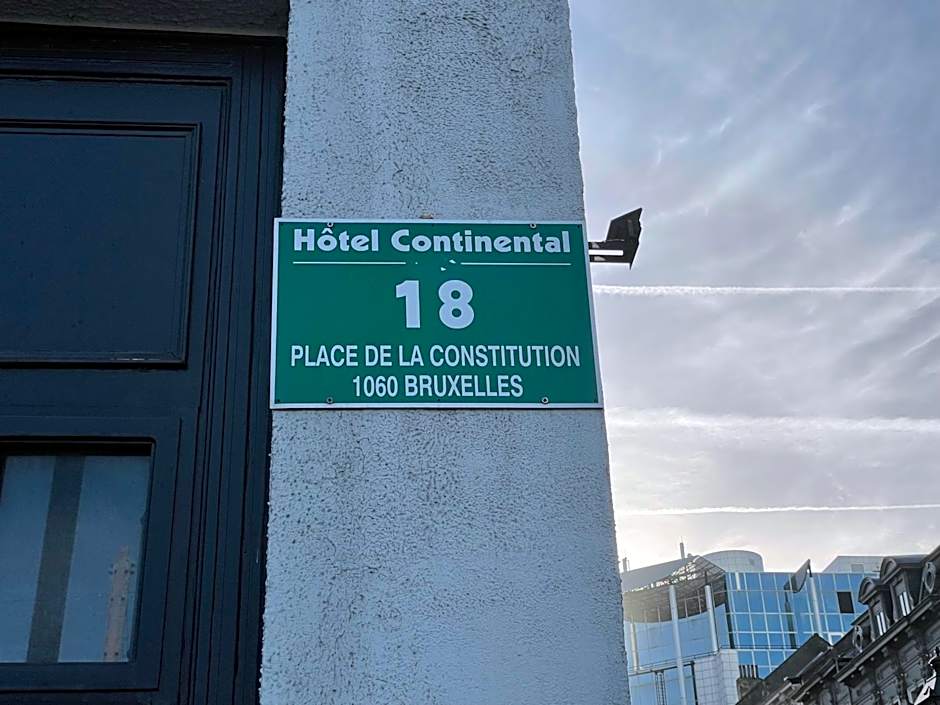 Hôtel Continental
18
PLACE DE LA CONSTITUTION
1060 BRUXELLES